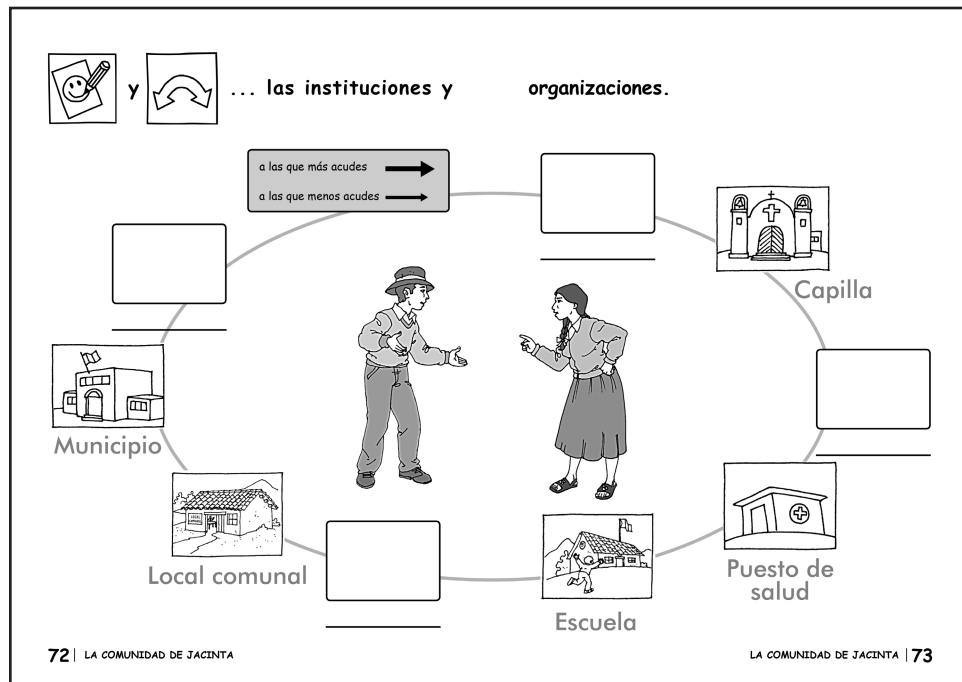 y ... las instituciones y organizaciones.
a las que más acudes
a las que menos acudes
Capilla
Municipio
Local comunal
Puesto de
salud
Escuela
72 | LA COMUNIDAD DE JACINTA
LA COMUNIDAD DE JACINTA | 73